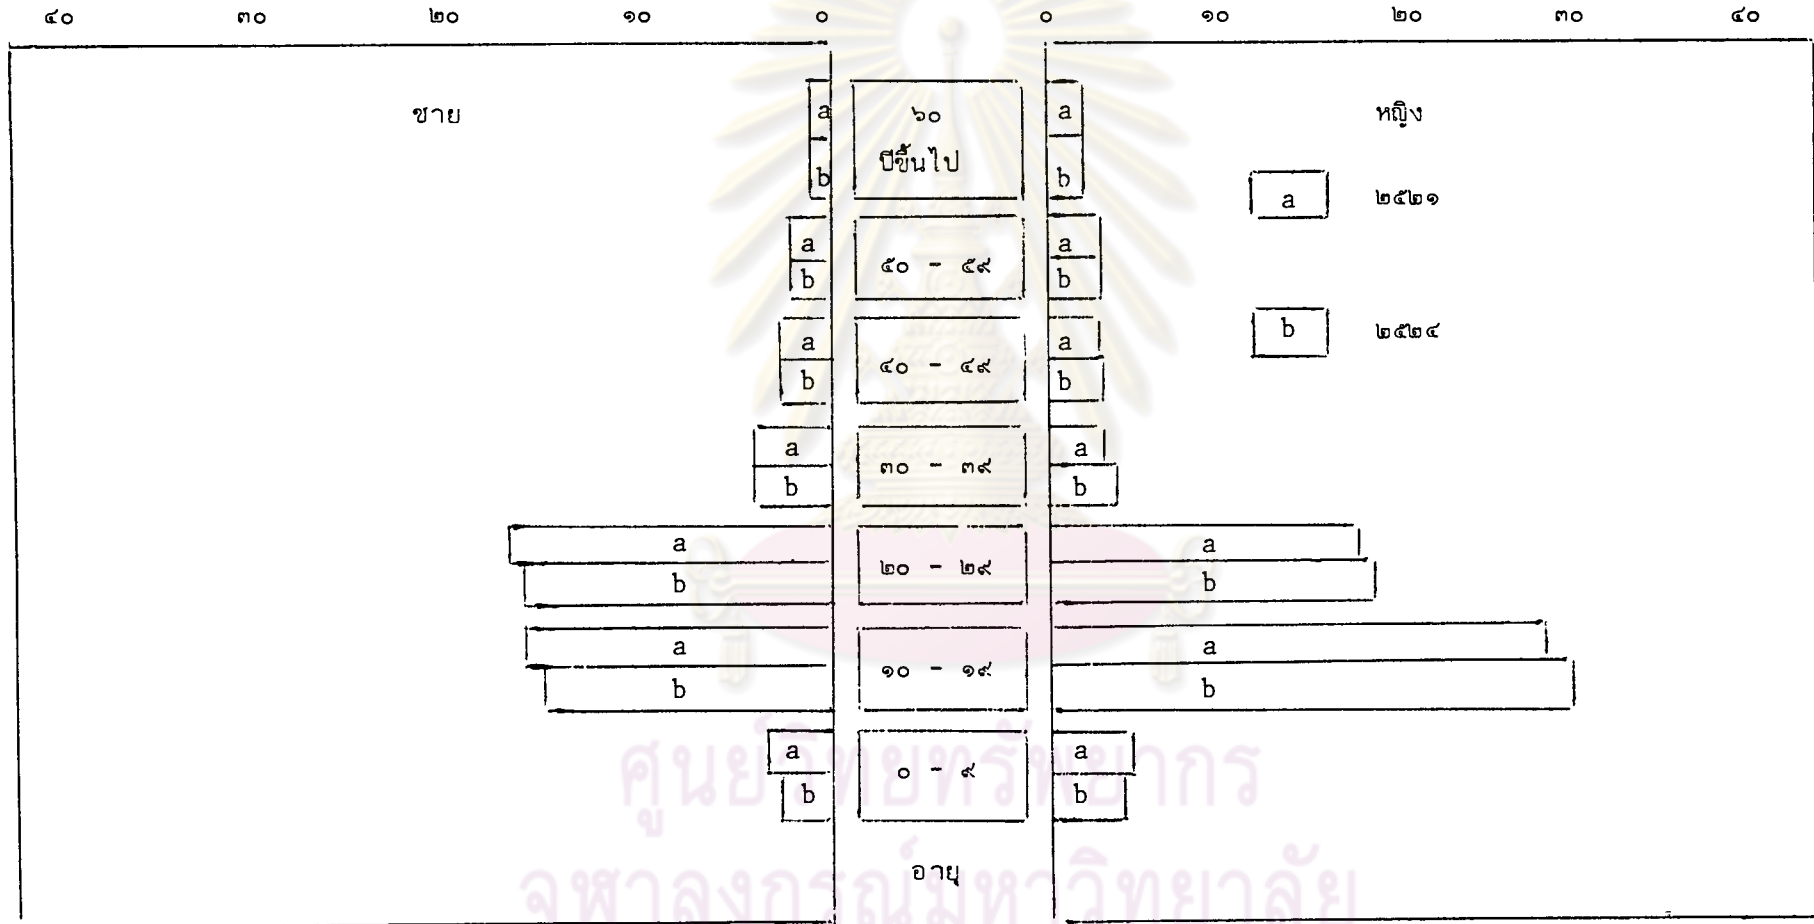 ๔๐ ๓๐ ๒๐ ๑๐ ๐ ๐ ๑๐ ๒๐ ๓๐ ๔๐
ชาย
a
b
๖๐
ปีขึ้นไป
a
b
หญิง
a ๒๕๒๑
b ๒๕๒๔
a a
๕๐ - ๕๙
b b
a a
๔๐ - ๔๙
b b
a a
๓๐ - ๓๙
b b
a a
๒๐ - ๒๙
b b
a a
๑๐ - ๑๙
b b
a a
๐ - ๙
b b
อายุ
ศูนย์วิทยทรัพยากร
จุฬาลงกรณ์มหาวิทยาลัย